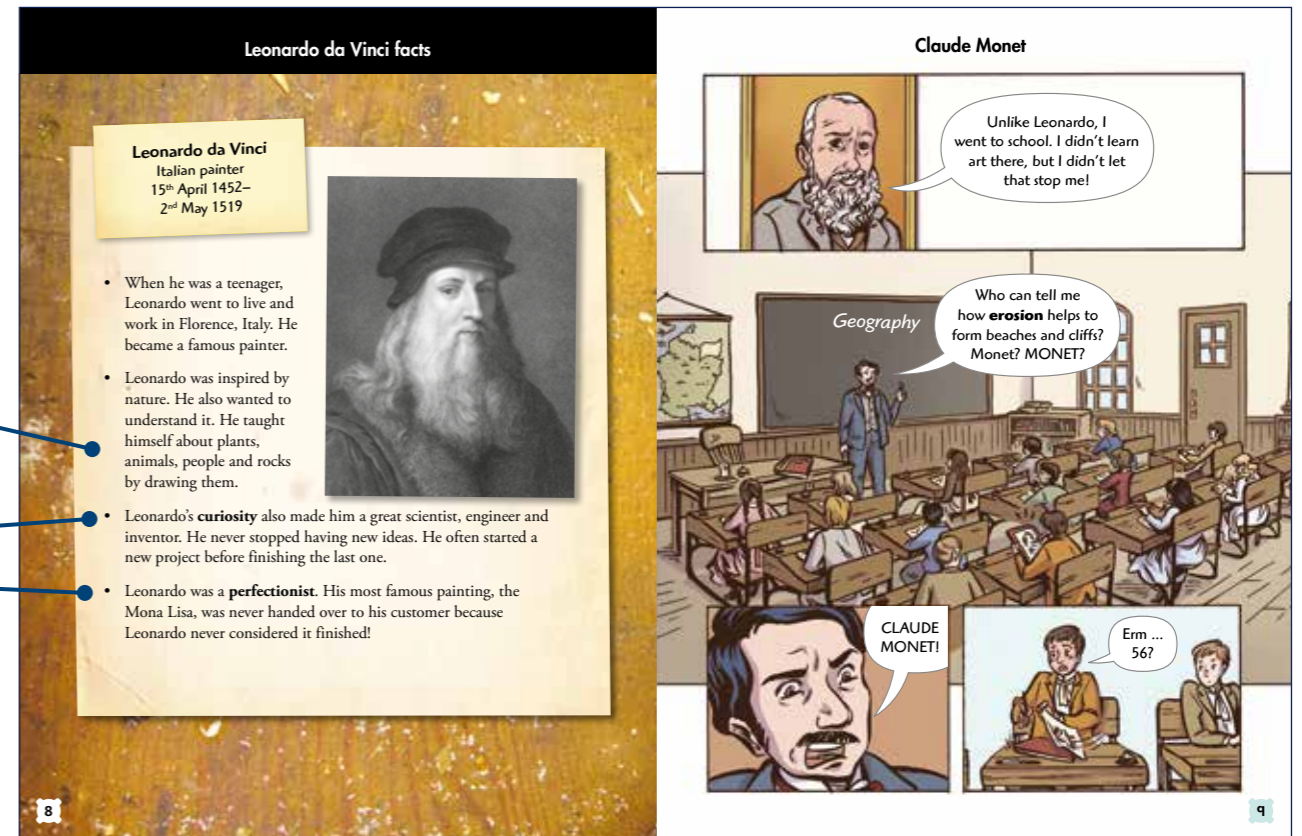 Leonardo da Vinci facts
Leonardo da Vinci
Italian painter
15th April 1452–
2nd May 1519
• When he was a teenager,
Leonardo went to live and
work in Florence, Italy. He
became a famous painter.
• Leonardo was inspired by
nature. He also wanted to
understand it. He taught
himself about plants,
animals, people and rocks
by drawing them.
• Leonardo's curiosity also made him a great scientist, engineer and
inventor. He never stopped having new ideas. He often started a
new project before finishing the last one.
• Leonardo was a perfectionist. His most famous painting, the
Mona Lisa, was never handed over to his customer because
Leonardo never considered it finished!
8
Claude Monet
Unlike Leonardo, I
went to school. I didn't learn
art there, but I didn't let
that stop me!
Geography
Who can tell me
how erosion helps to
form beaches and cliffs?
Monet? MONET?
CLAUDE
MONET!
Erm ...
56?
9